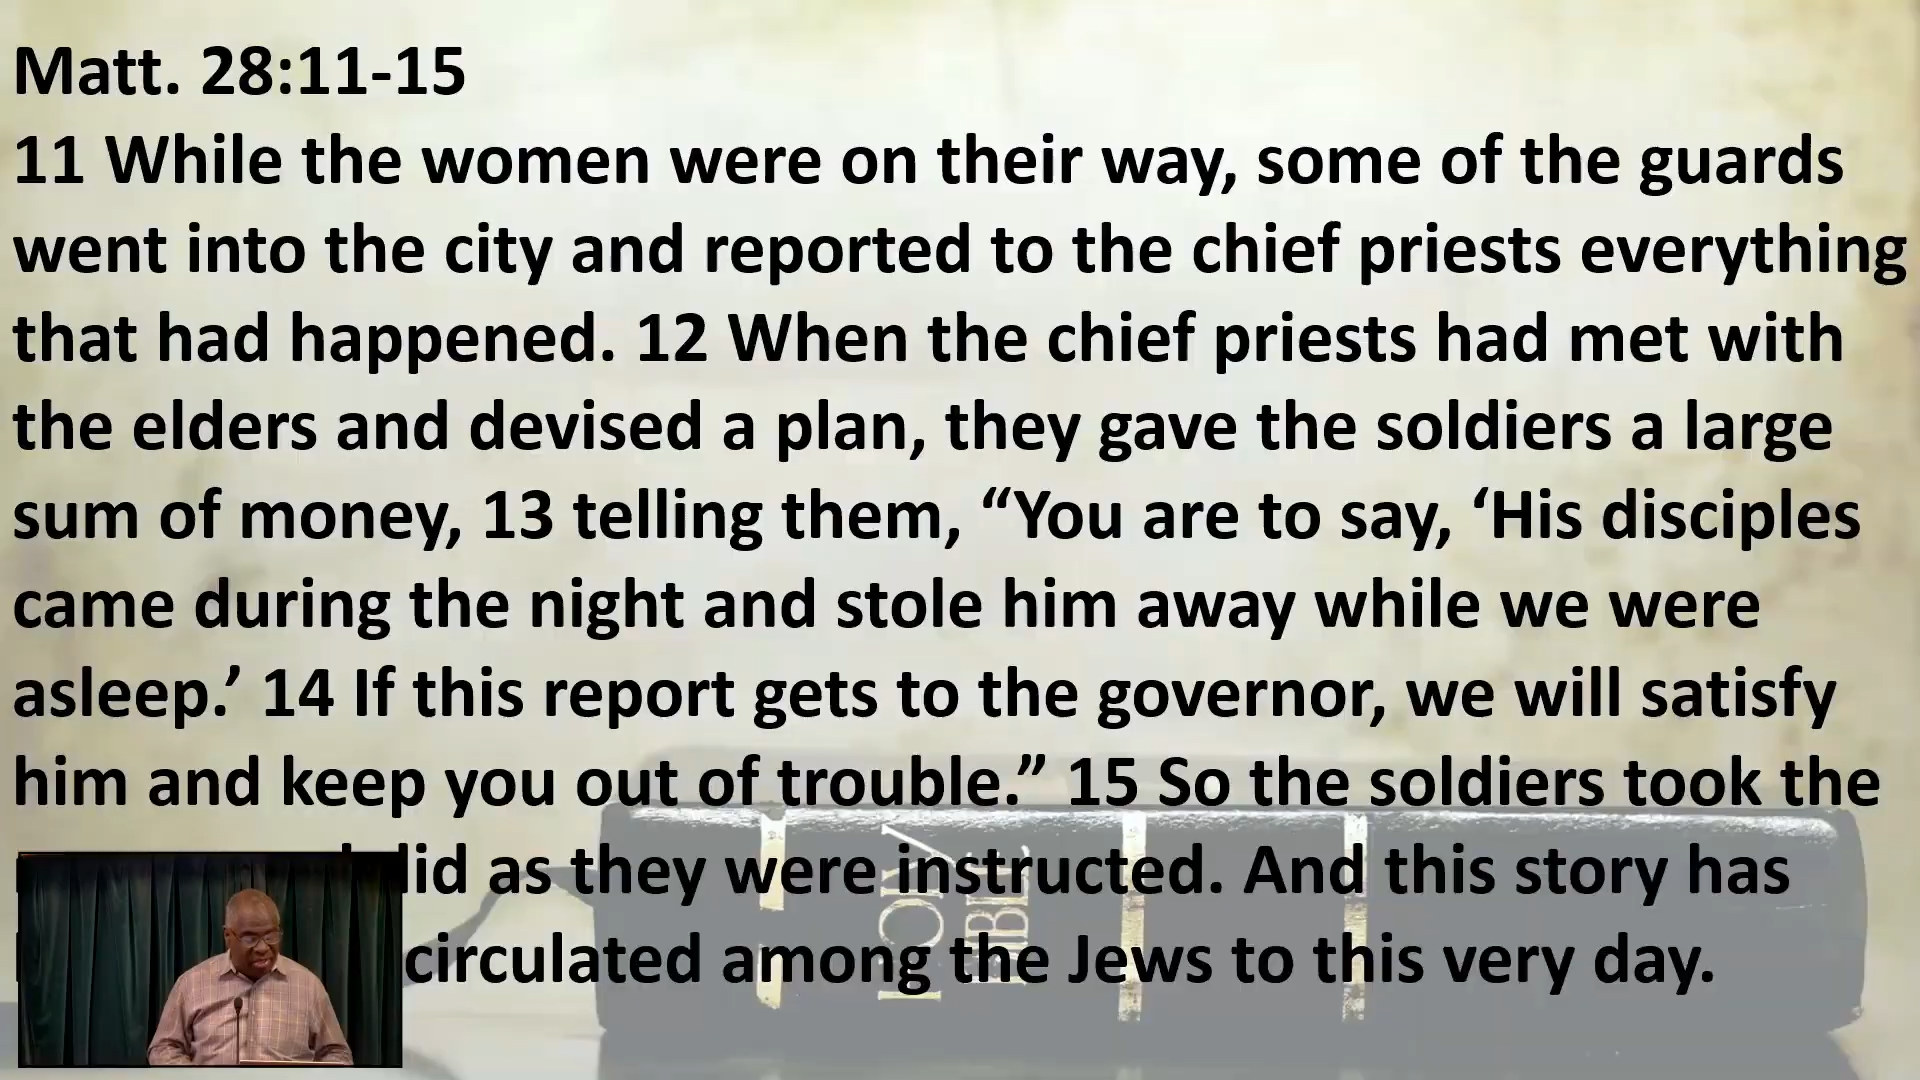 Matt. 28:11-15
11 While the women were on their way, some of the guards
went into the city and reported to the chief priests everything
that had happened. 12 When the chief priests had met with
the elders and devised a plan, they gave the soldiers a large
sum of money, 13 telling them, “You are to say, ‘His disciples
came during the night and stole him away while we were
asleep.’ 14 If this report gets to the governor, we will satisfy
him and keep you out of trouble.” 15 So the soldiers took the
as they were instructed. And this story has
circulated among the Jews to this very day.
HOLY
BIBLE